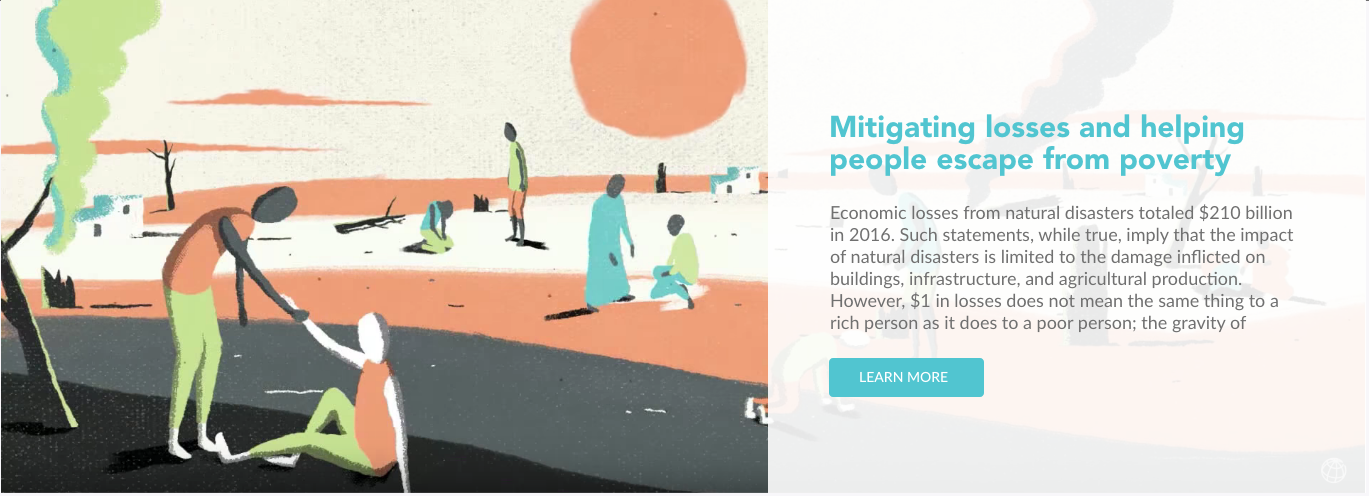 Mitigating losses and helping
people escape from poverty
Economic losses from natural disasters totaled $210 billion
in 2016. Such statements, while true, imply that the impact
of natural disasters is limited to the damage inflicted on
buildings, infrastructure, and agricultural production.
However, $1 in losses does not mean the same thing to a
rich person as it does to a poor person; the gravity of
LEARN MORE